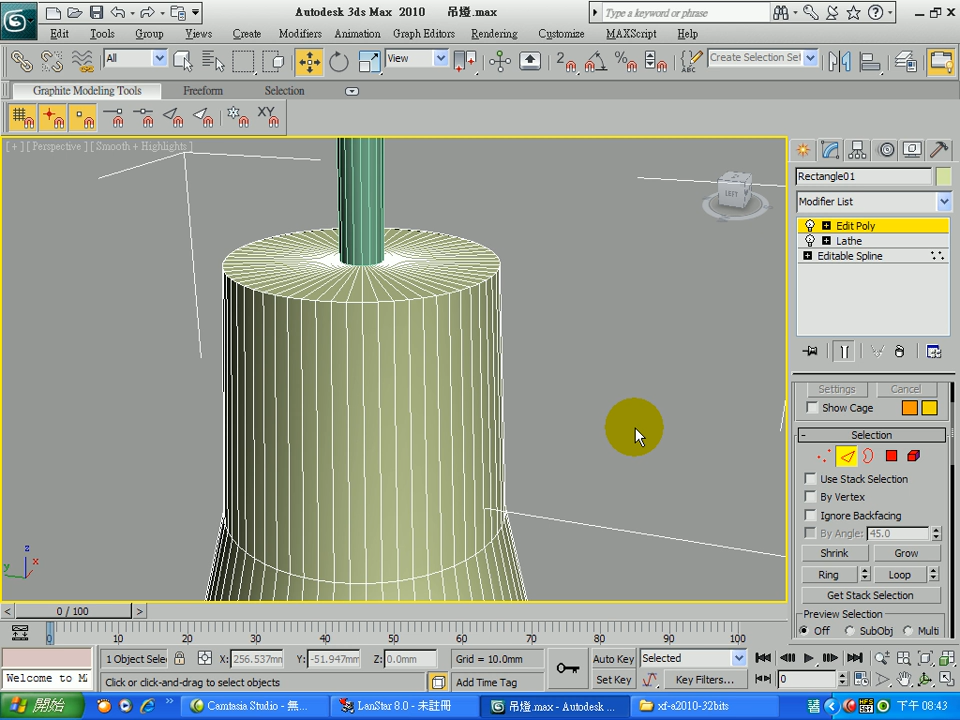 Autodesk 3ds Max 2010 吊燈.max
Type a keyword or phrase
Edit Tools Group Views Create Modifiers Animation Graph Editors Rendering Customize MAXScript Help
All View Create Selection Set
Graphite Modeling Tools Freeform Selection
XY
[ + ] [ Perspective ] [ Smooth + Highlights ]
LEFT
Rectangle01
Modifier List
Edit Poly
Lathe
Editable Spline
Settings Cancel
Show Cage
- Selection
Use Stack Selection
By Vertex
Ignore Backfacing
By Angle: 45.0
Shrink Grow
Ring Loop
Get Stack Selection
Preview Selection
Off SubObj Multi
z
x
y
< 0 / 100 >
0 10 20 30 40 50 60 70 80 90 100
1 Object Selec X: 256.537mm Y: -51.947mm Z: 0.0mm Grid = 10.0mm Auto Key Selected
Welcome to M Click or click-and-drag to select objects Add Time Tag Set Key Key Filters... 0
開始 Camtasia Studio - 無... LanStar 8.0 - 未註冊 吊燈.max - Autodesk ... xf-a2010-32bits 下午 08:43